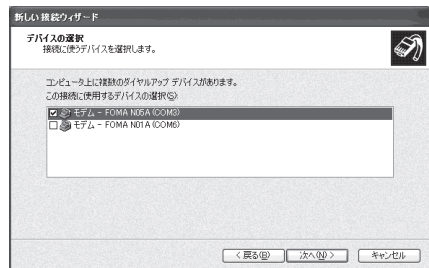 新しい接続ウィザード
デバイスの選択
接続に使うデバイスを選択します。
コンピュータ上に複数のダイヤルアップ デバイスがあります。
この接続に使用するデバイスの選択(S):
モデム - FOMA N05A (COM3)
モデム - FOMA N01A (COM6)
< 戻る(B)
次へ(N) >
キャンセル